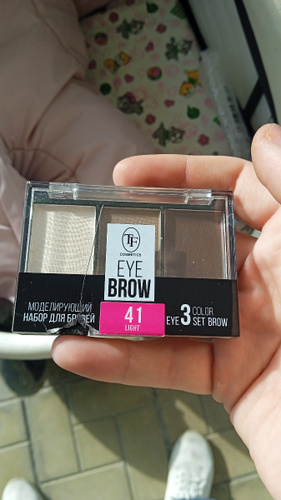 TF
COSMETICS
EYE
BROW
41
LIGHT
МОДЕЛИРУЮЩИЙ
НАБОР ДЛЯ БРОВЕЙ
EYE 3 COLOR
SET BROW